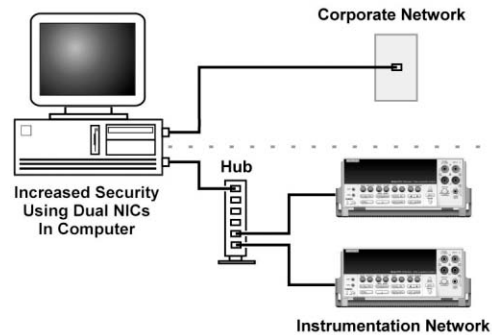 Corporate Network
Hub
Increased Security
Using Dual NICs
In Computer
Instrumentation Network